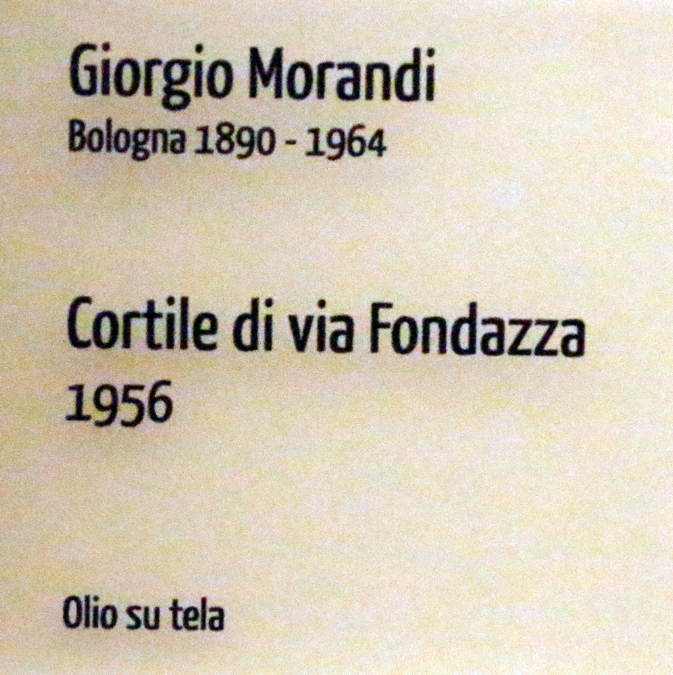 Giorgio Morandi
Bologna 1890 - 1964
Cortile di via Fondazza
1956
Olio su tela